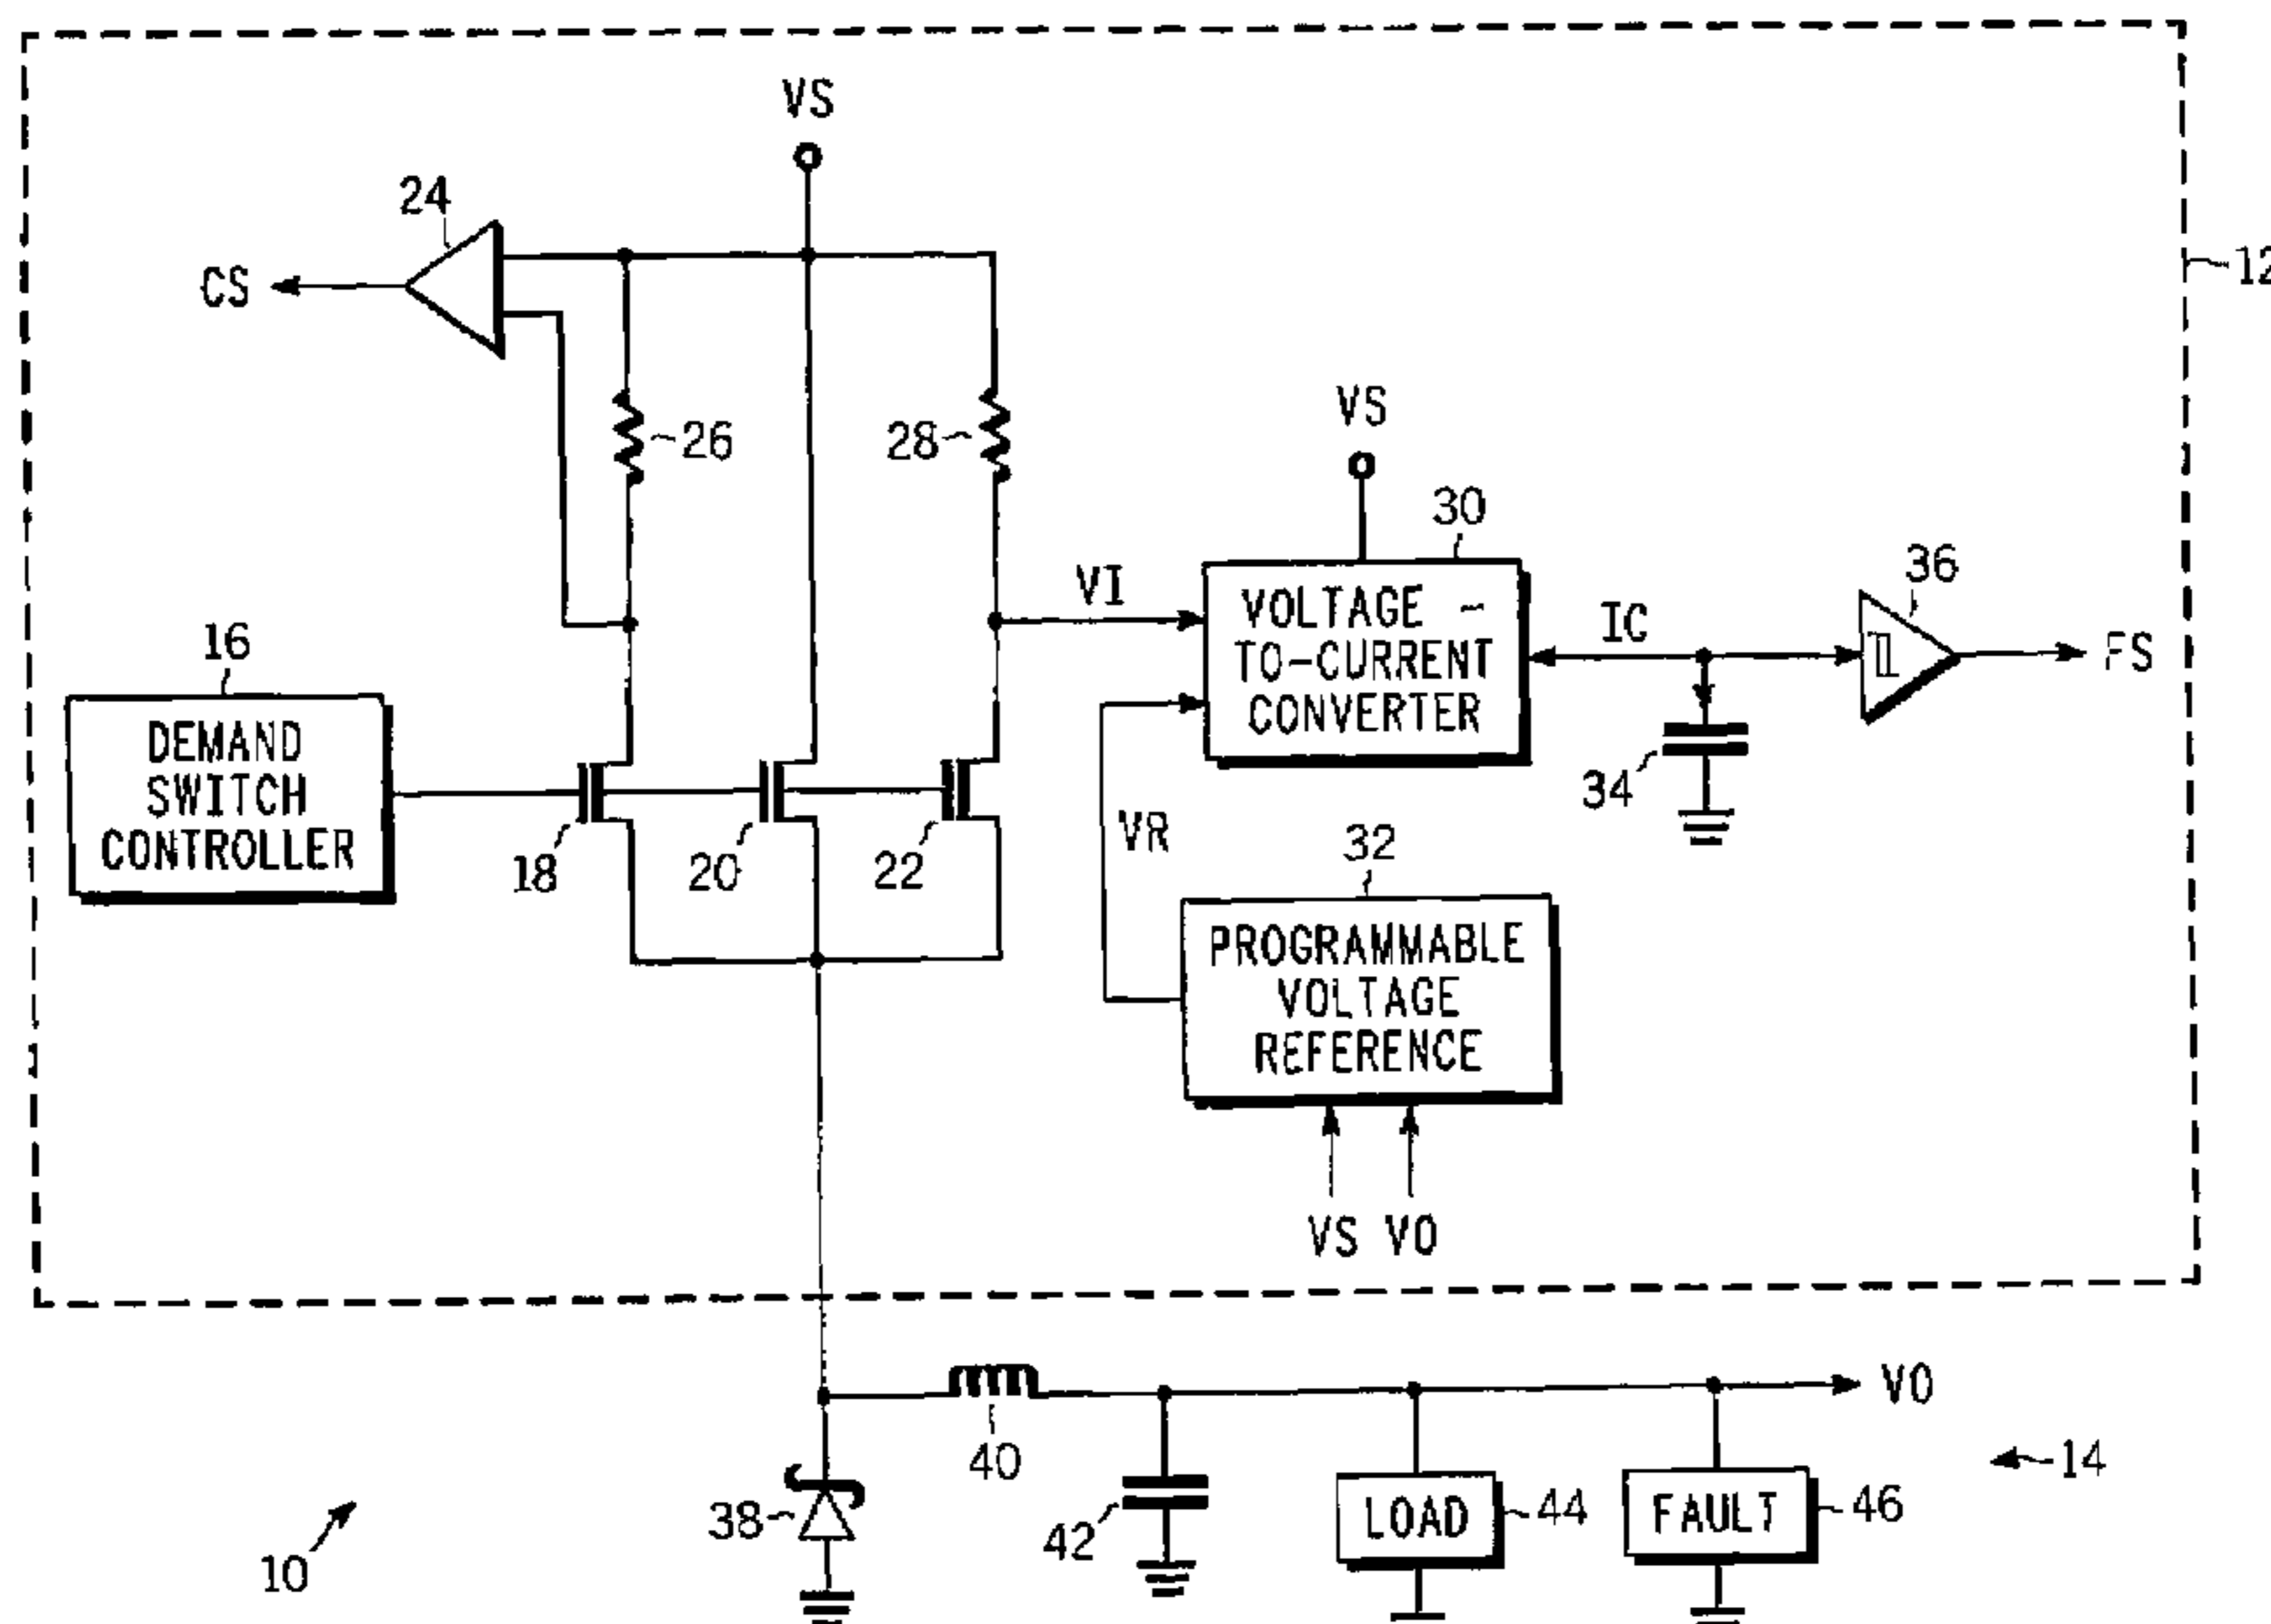 VS
24
CS
12
26
28
VS
30
36
VI
VOLTAGE -
TO-CURRENT
CONVERTER
IC
FS
16
DEMAND
SWITCH
CONTROLLER
34
18
20
22
VR
32
PROGRAMMABLE
VOLTAGE
REFERENCE
VS VO
VO
40
14
38
42
LOAD
44
FAULT
46
10